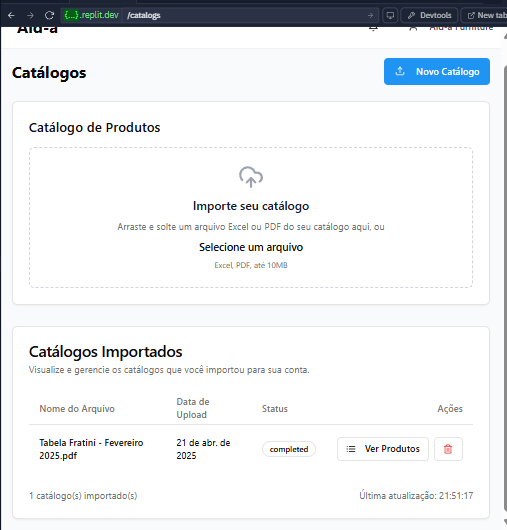 {...}.replit.dev /catalogs Devtools New tab
Aid-a Aid-a Furniture
Catálogos
Novo Catálogo
Catálogo de Produtos
Importe seu catálogo
Arraste e solte um arquivo Excel ou PDF do seu catálogo aqui, ou
Selecione um arquivo
Excel, PDF, até 10MB
Catálogos Importados
Visualize e gerencie os catálogos que você importou para sua conta.
Nome do Arquivo Data de Upload Status Ações
Tabela Fratini - Fevereiro 2025.pdf 21 de abr. de 2025 completed Ver Produtos
1 catálogo(s) importado(s) Última atualização: 21:51:17